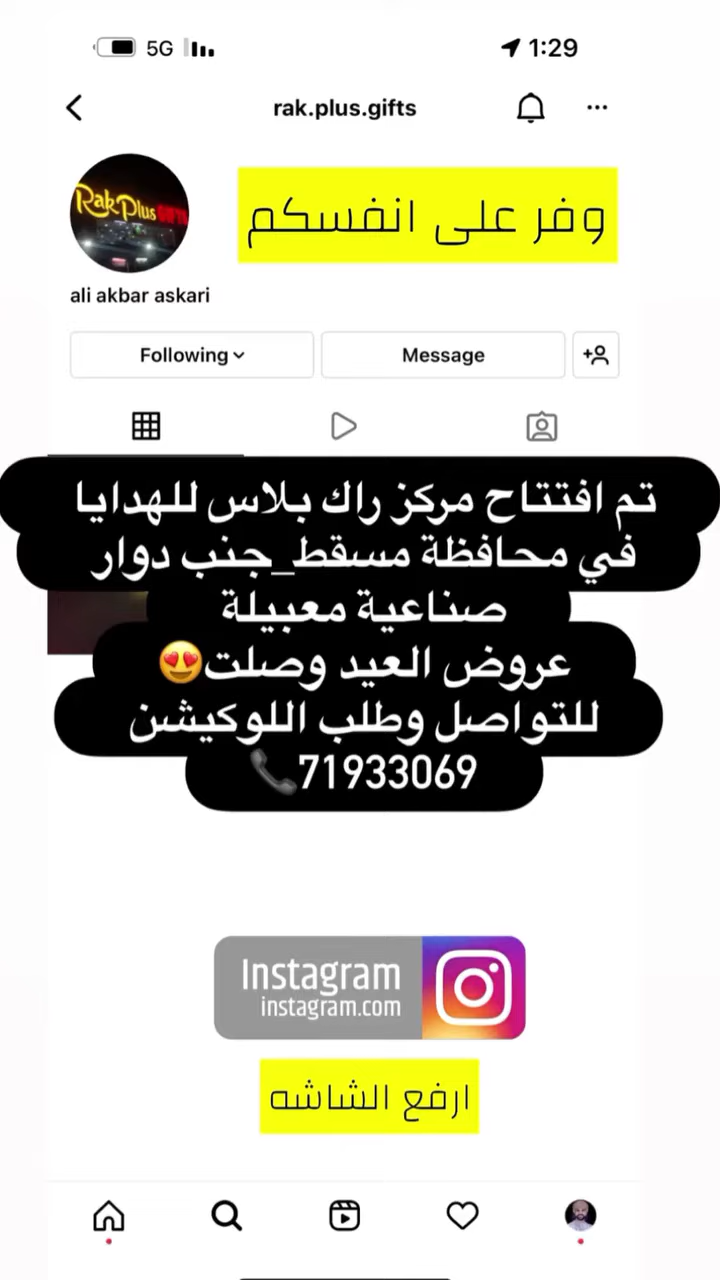 5G
1:29
rak.plus.gifts
Rak Plus
وفر على انفسكم
ali akbar askari
Following
Message
تم افتتاح مركز راك بلاس للهدايا
في محافظة مسقط_جنب دوار
صناعية معبيلة
عروض العيد وصلت😍
للتواصل وطلب اللوكيشن
71933069📞
Instagram
instagram.com
ارفع الشاشه